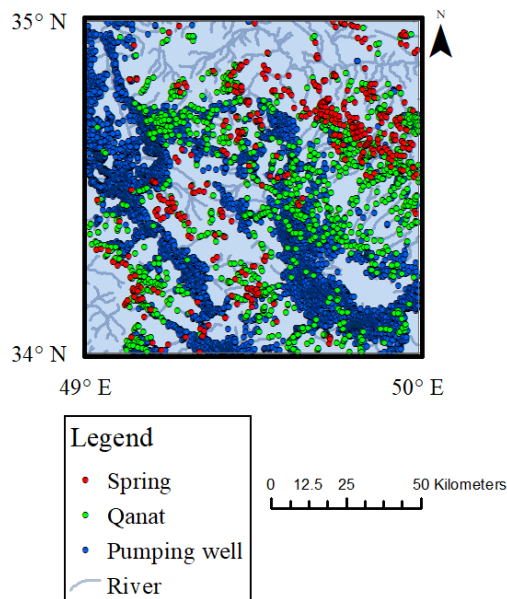 35° N
N
34° N
49° E
50° E
Legend
Spring
Qanat
Pumping well
River
0 12.5 25 50 Kilometers